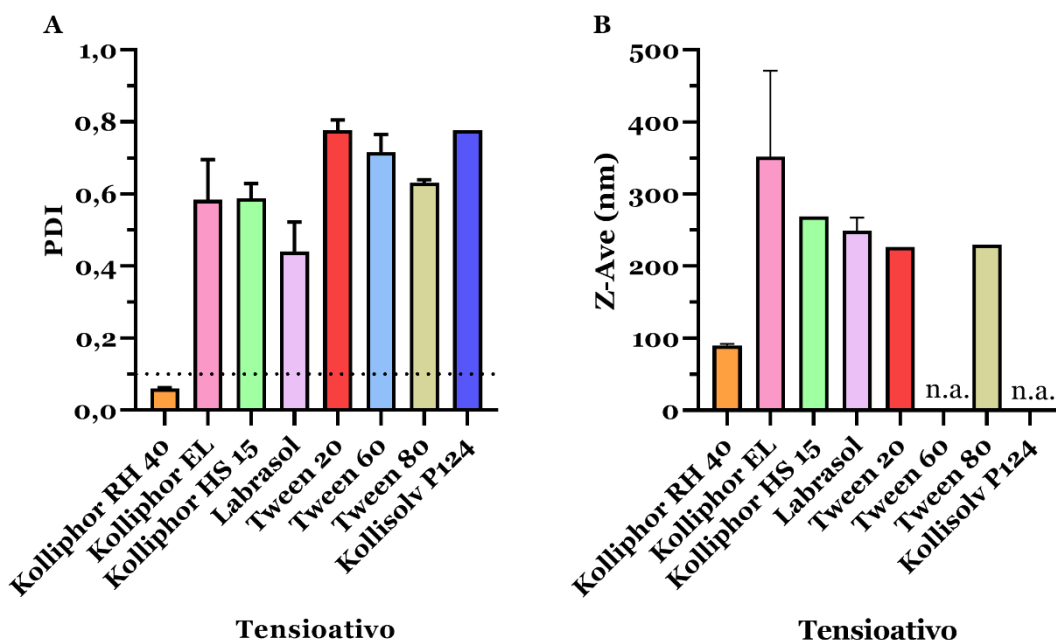 A
PDI
1,0
0,8
0,6
0,4
0,2
0,0
Kolliphor RH 40
Kolliphor EL
Kolliphor HS 15
Labrasol
Tween 20
Tween 60
Tween 80
Kollisolv P124
Tensioativo
B
Z-Ave (nm)
500
400
300
200
100
0
n.a.
n.a.
Kolliphor RH 40
Kolliphor EL
Kolliphor HS 15
Labrasol
Tween 20
Tween 60
Tween 80
Kollisolv P124
Tensioativo